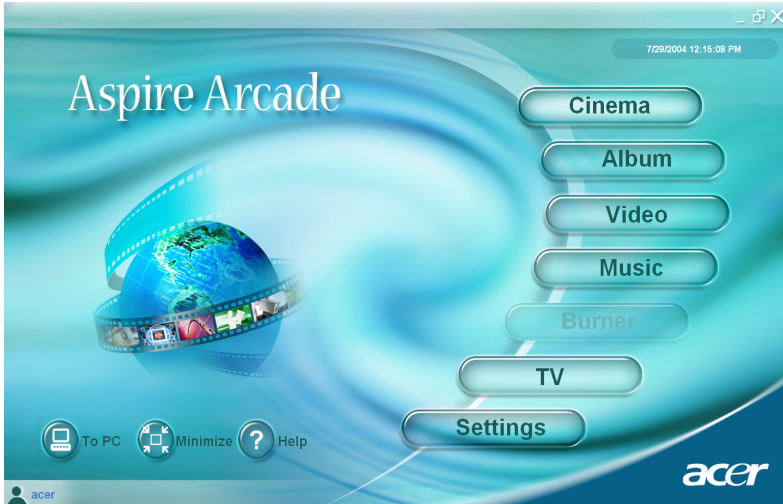 7/29/2004 12:15:08 PM
Aspire Arcade
Cinema
Album
Video
Music
Burner
TV
Settings
To PC
Minimize
Help
acer
acer